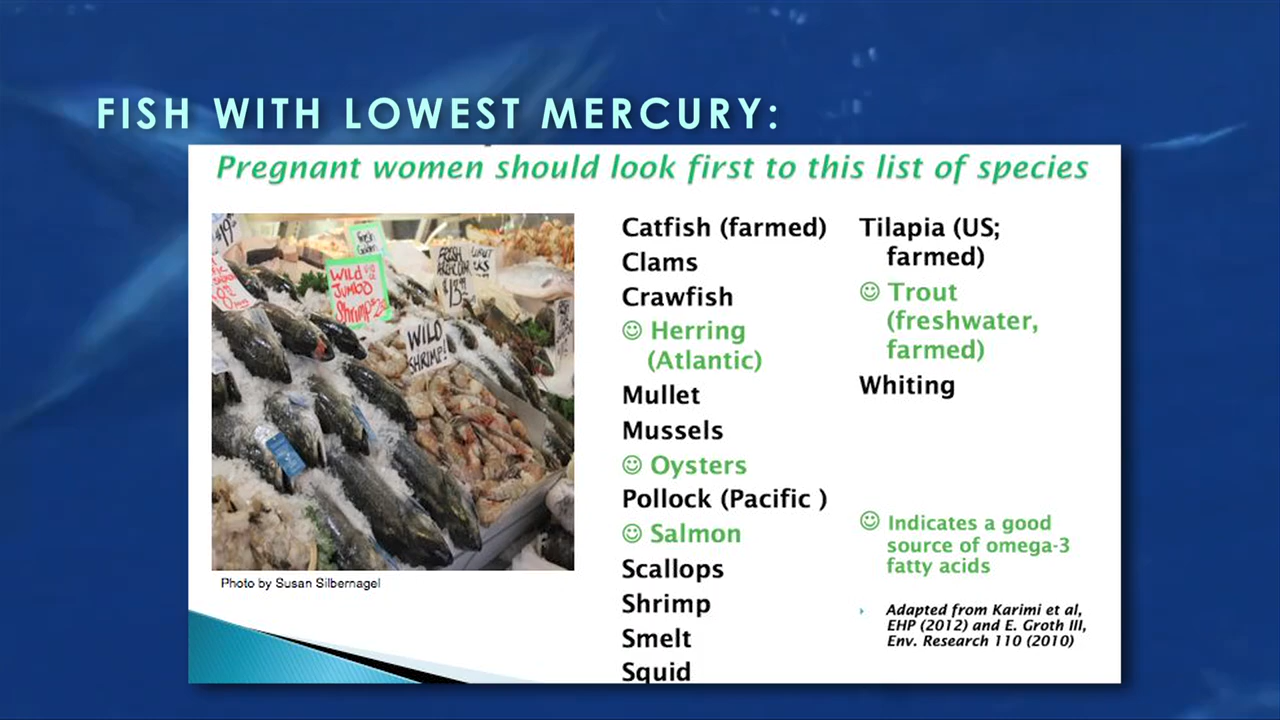 FISH WITH LOWEST MERCURY:
Pregnant women should look first to this list of species
WILD
JUMBO
Shrimp
WILD
SHRIMP!
Photo by Susan Silbernagel
Catfish (farmed)
Clams
Crawfish
☺ Herring
(Atlantic)
Mullet
Mussels
☺ Oysters
Pollock (Pacific )
☺ Salmon
Scallops
Shrimp
Smelt
Squid
Tilapia (US;
farmed)
☺ Trout
(freshwater,
farmed)
Whiting
☺ Indicates a good
source of omega-3
fatty acids
Adapted from Karimi et al,
EHP (2012) and E. Groth III,
Env. Research 110 (2010)